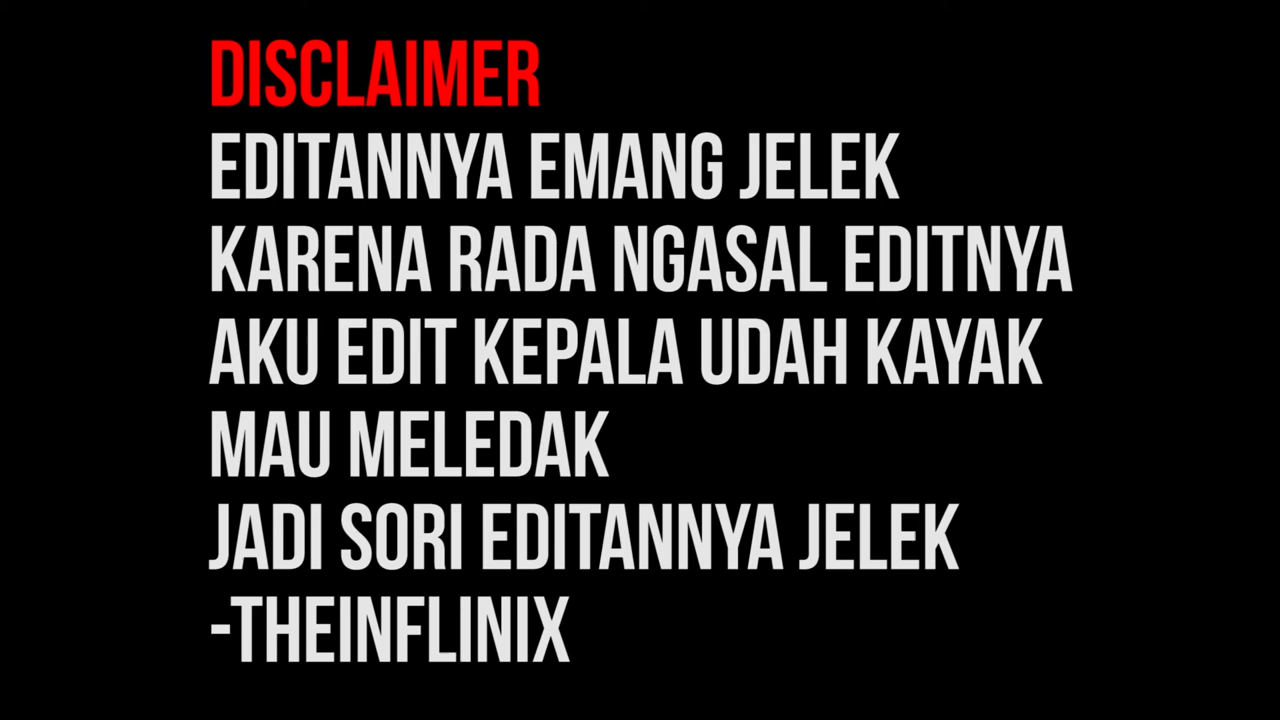 DISCLAIMER
EDITANNYA EMANG JELEK
KARENA RADA NGASAL EDITNYA
AKU EDIT KEPALA UDAH KAYAK
MAU MELEDAK
JADI SORI EDITANNYA JELEK
-THEINFLINIX